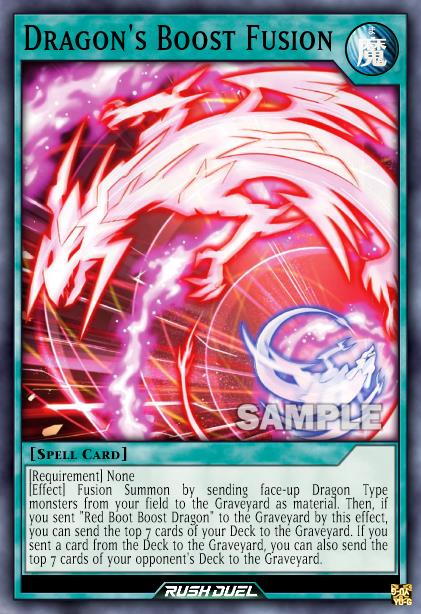 DRAGON'S BOOST FUSION
ま
魔
SAMPLE
[SPELL CARD]
[Requirement] None
[Effect] Fusion Summon by sending face-up Dragon Type
monsters from your field to the Graveyard as material. Then, if
you sent "Red Boot Boost Dragon" to the Graveyard by this effect,
you can send the top 7 cards of your Deck to the Graveyard. If you
sent a card from the Deck to the Graveyard, you can also send the
top 7 cards of your opponent's Deck to the Graveyard.
RUSH DUEL